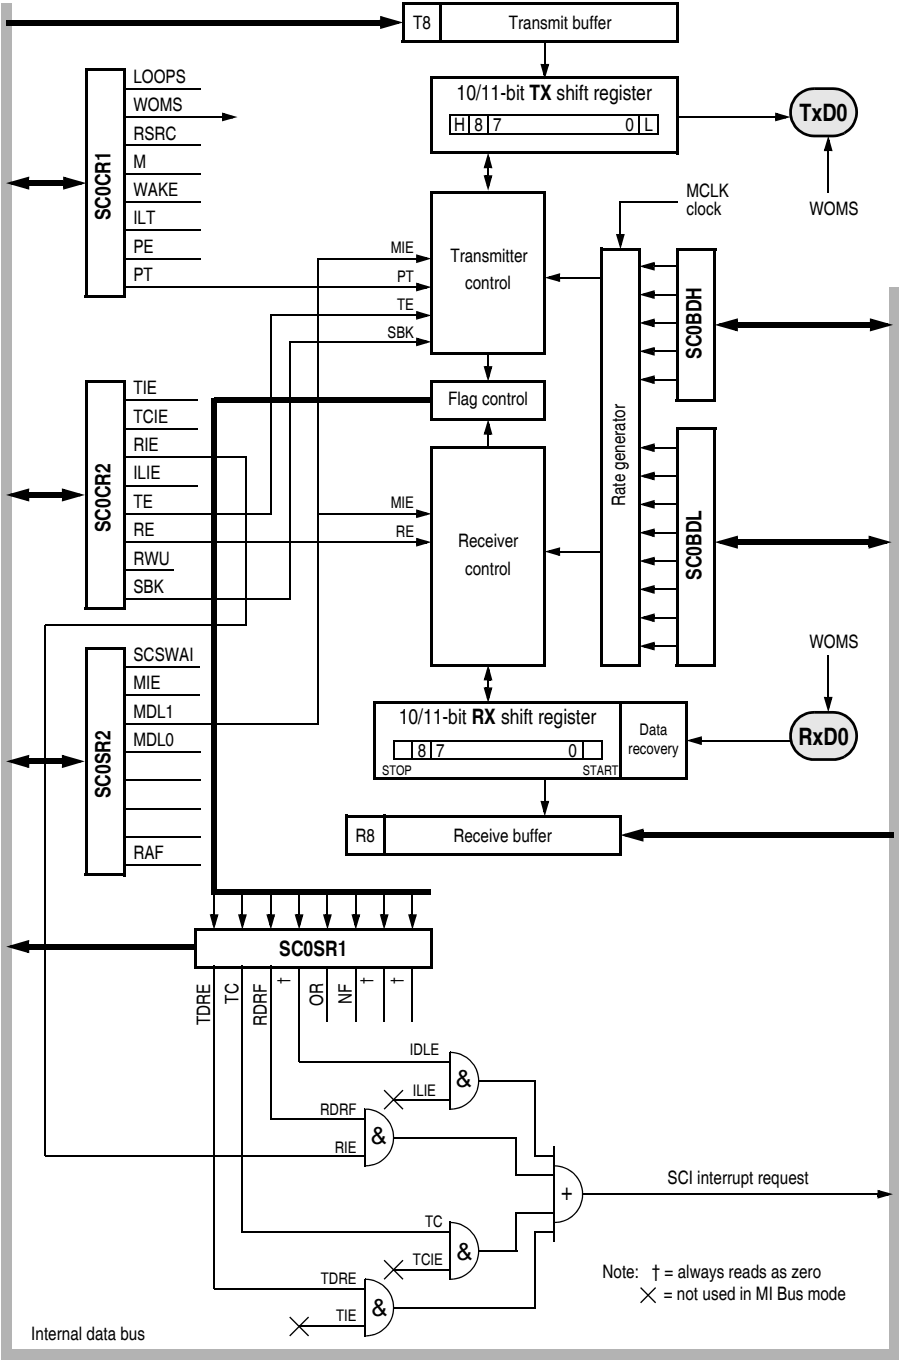 T8 Transmit buffer
10/11-bit TX shift register
H 8 7 0 L
TxD0
WOMS
MCLK
clock
SC0CR1
LOOPS
WOMS
RSRC
M
WAKE
ILT
PE
PT
MIE
PT
TE
SBK
Transmitter
control
Flag control
Rate generator
SC0BDH
SC0BDL
SC0CR2
TIE
TCIE
RIE
ILIE
TE
RE
RWU
SBK
MIE
RE
Receiver
control
SC0SR2
SCSWAI
MIE
MDL1
MDL0
RAF
10/11-bit RX shift register
8 7 0
STOP START
Data
recovery
WOMS
RxD0
R8 Receive buffer
SC0SR1
TDRE
TC
RDRF
†
OR
NF
†
†
IDLE
ILIE
&
RDRF
RIE
&
TC
TCIE
&
TDRE
TIE
&
+
SCI interrupt request
Note: † = always reads as zero
= not used in MI Bus mode
Internal data bus